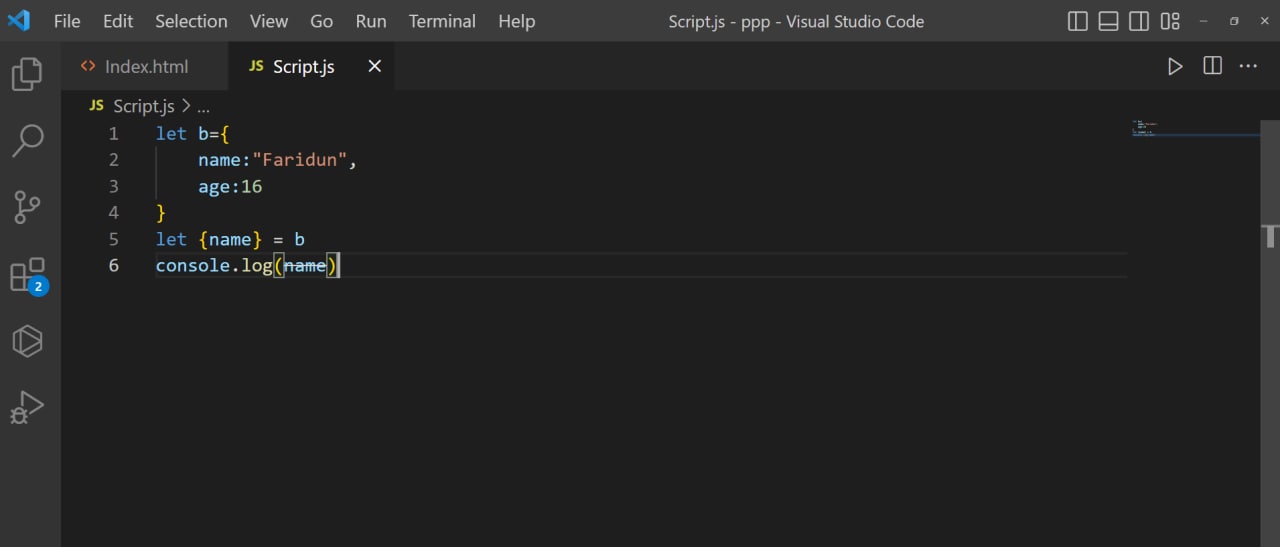 File Edit Selection View Go Run Terminal Help Script.js - ppp - Visual Studio Code
<> Index.html JS Script.js
JS Script.js > ...
1 let b={
2 name:"Faridun",
3 age:16
4 }
5 let {name} = b
6 console.log(name)
2